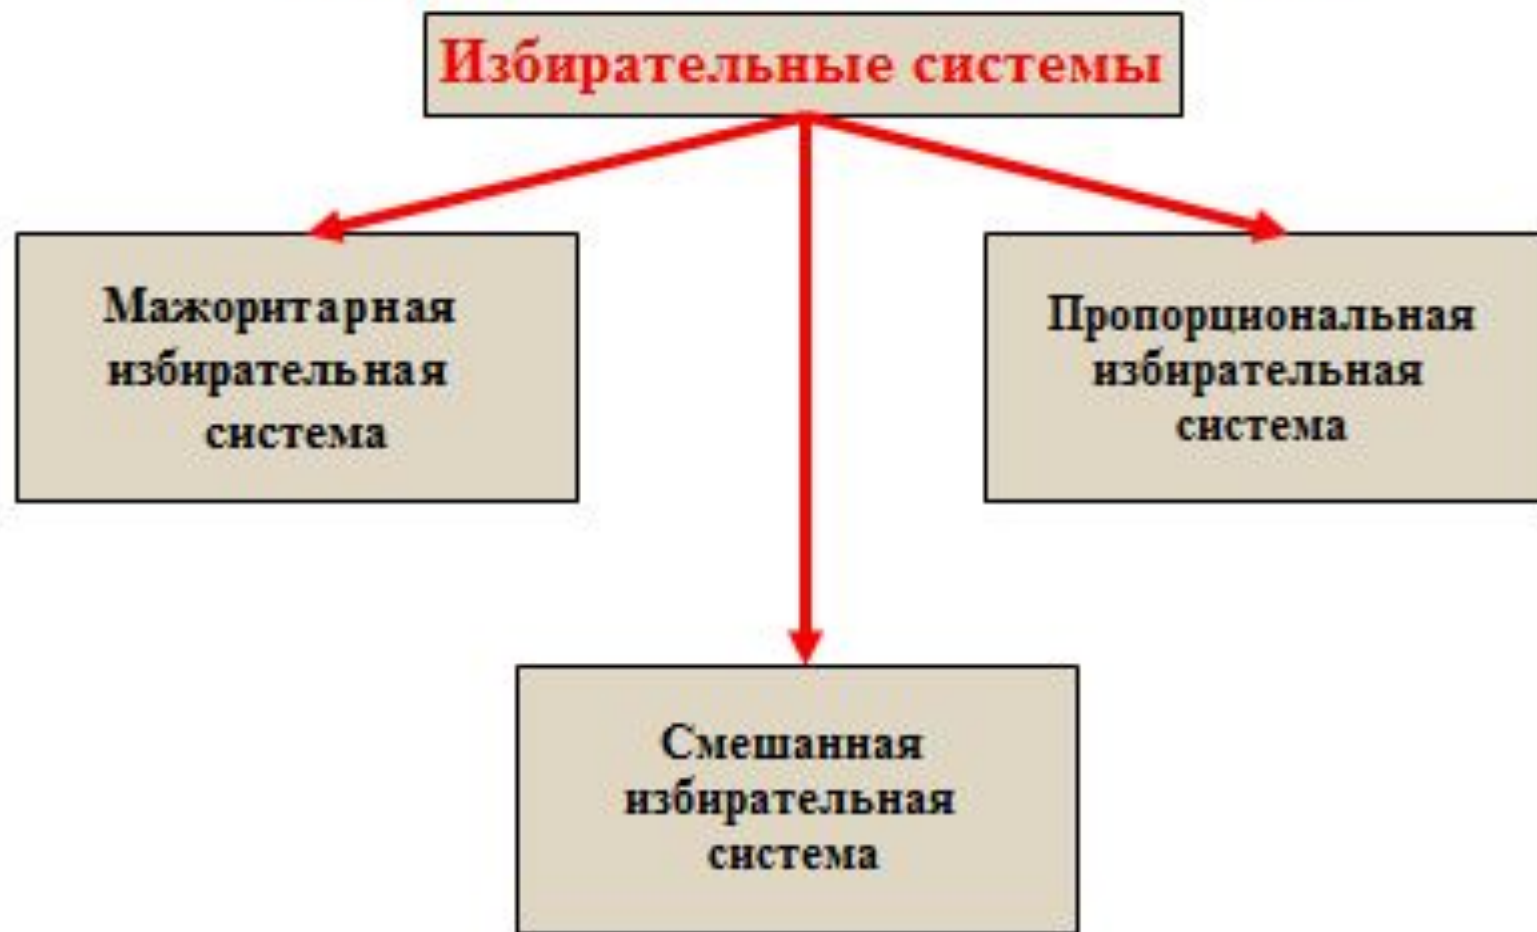 Избирательные системы
Мажоритарная
избирательная
система
Пропорциональная
избирательная
система
Смешанная
избирательная
система